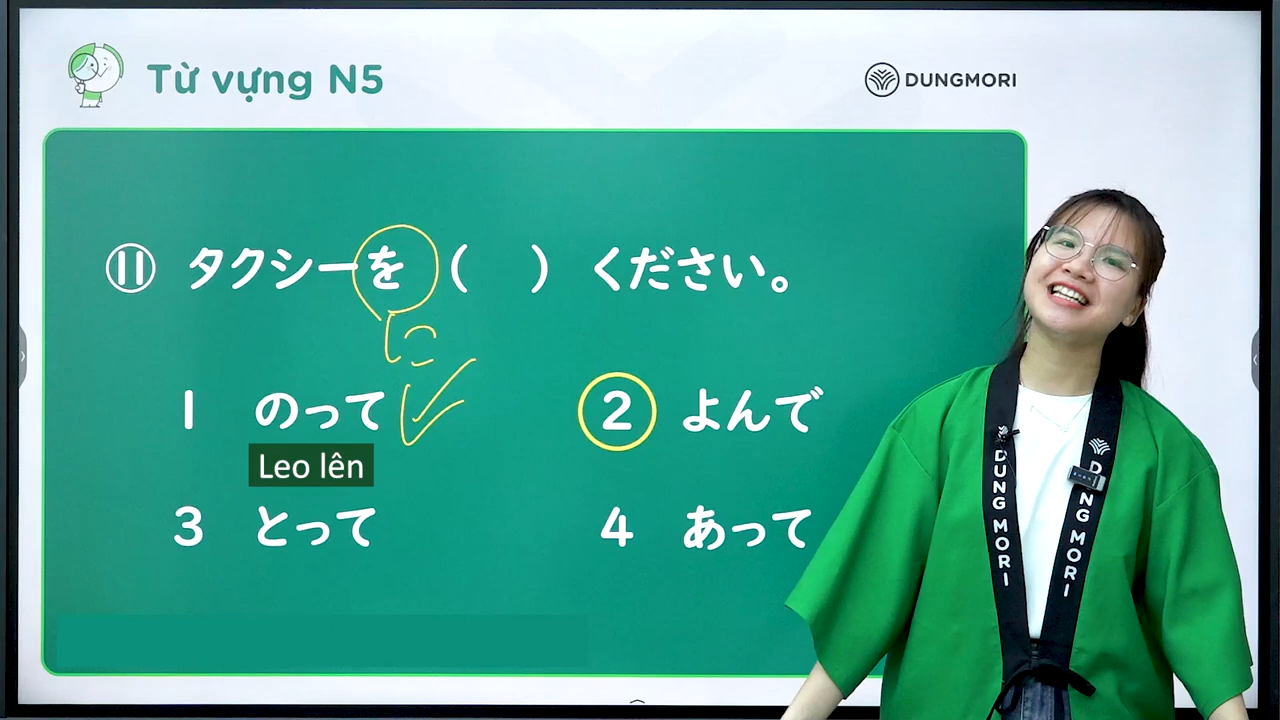 Từ vựng N5
DUNGMORI
⑪ タクシーを ( ) ください。
に
1 のって
2 よんで
Leo lên
3 とって
4 あって
DUNG MORI
DUNG MORI